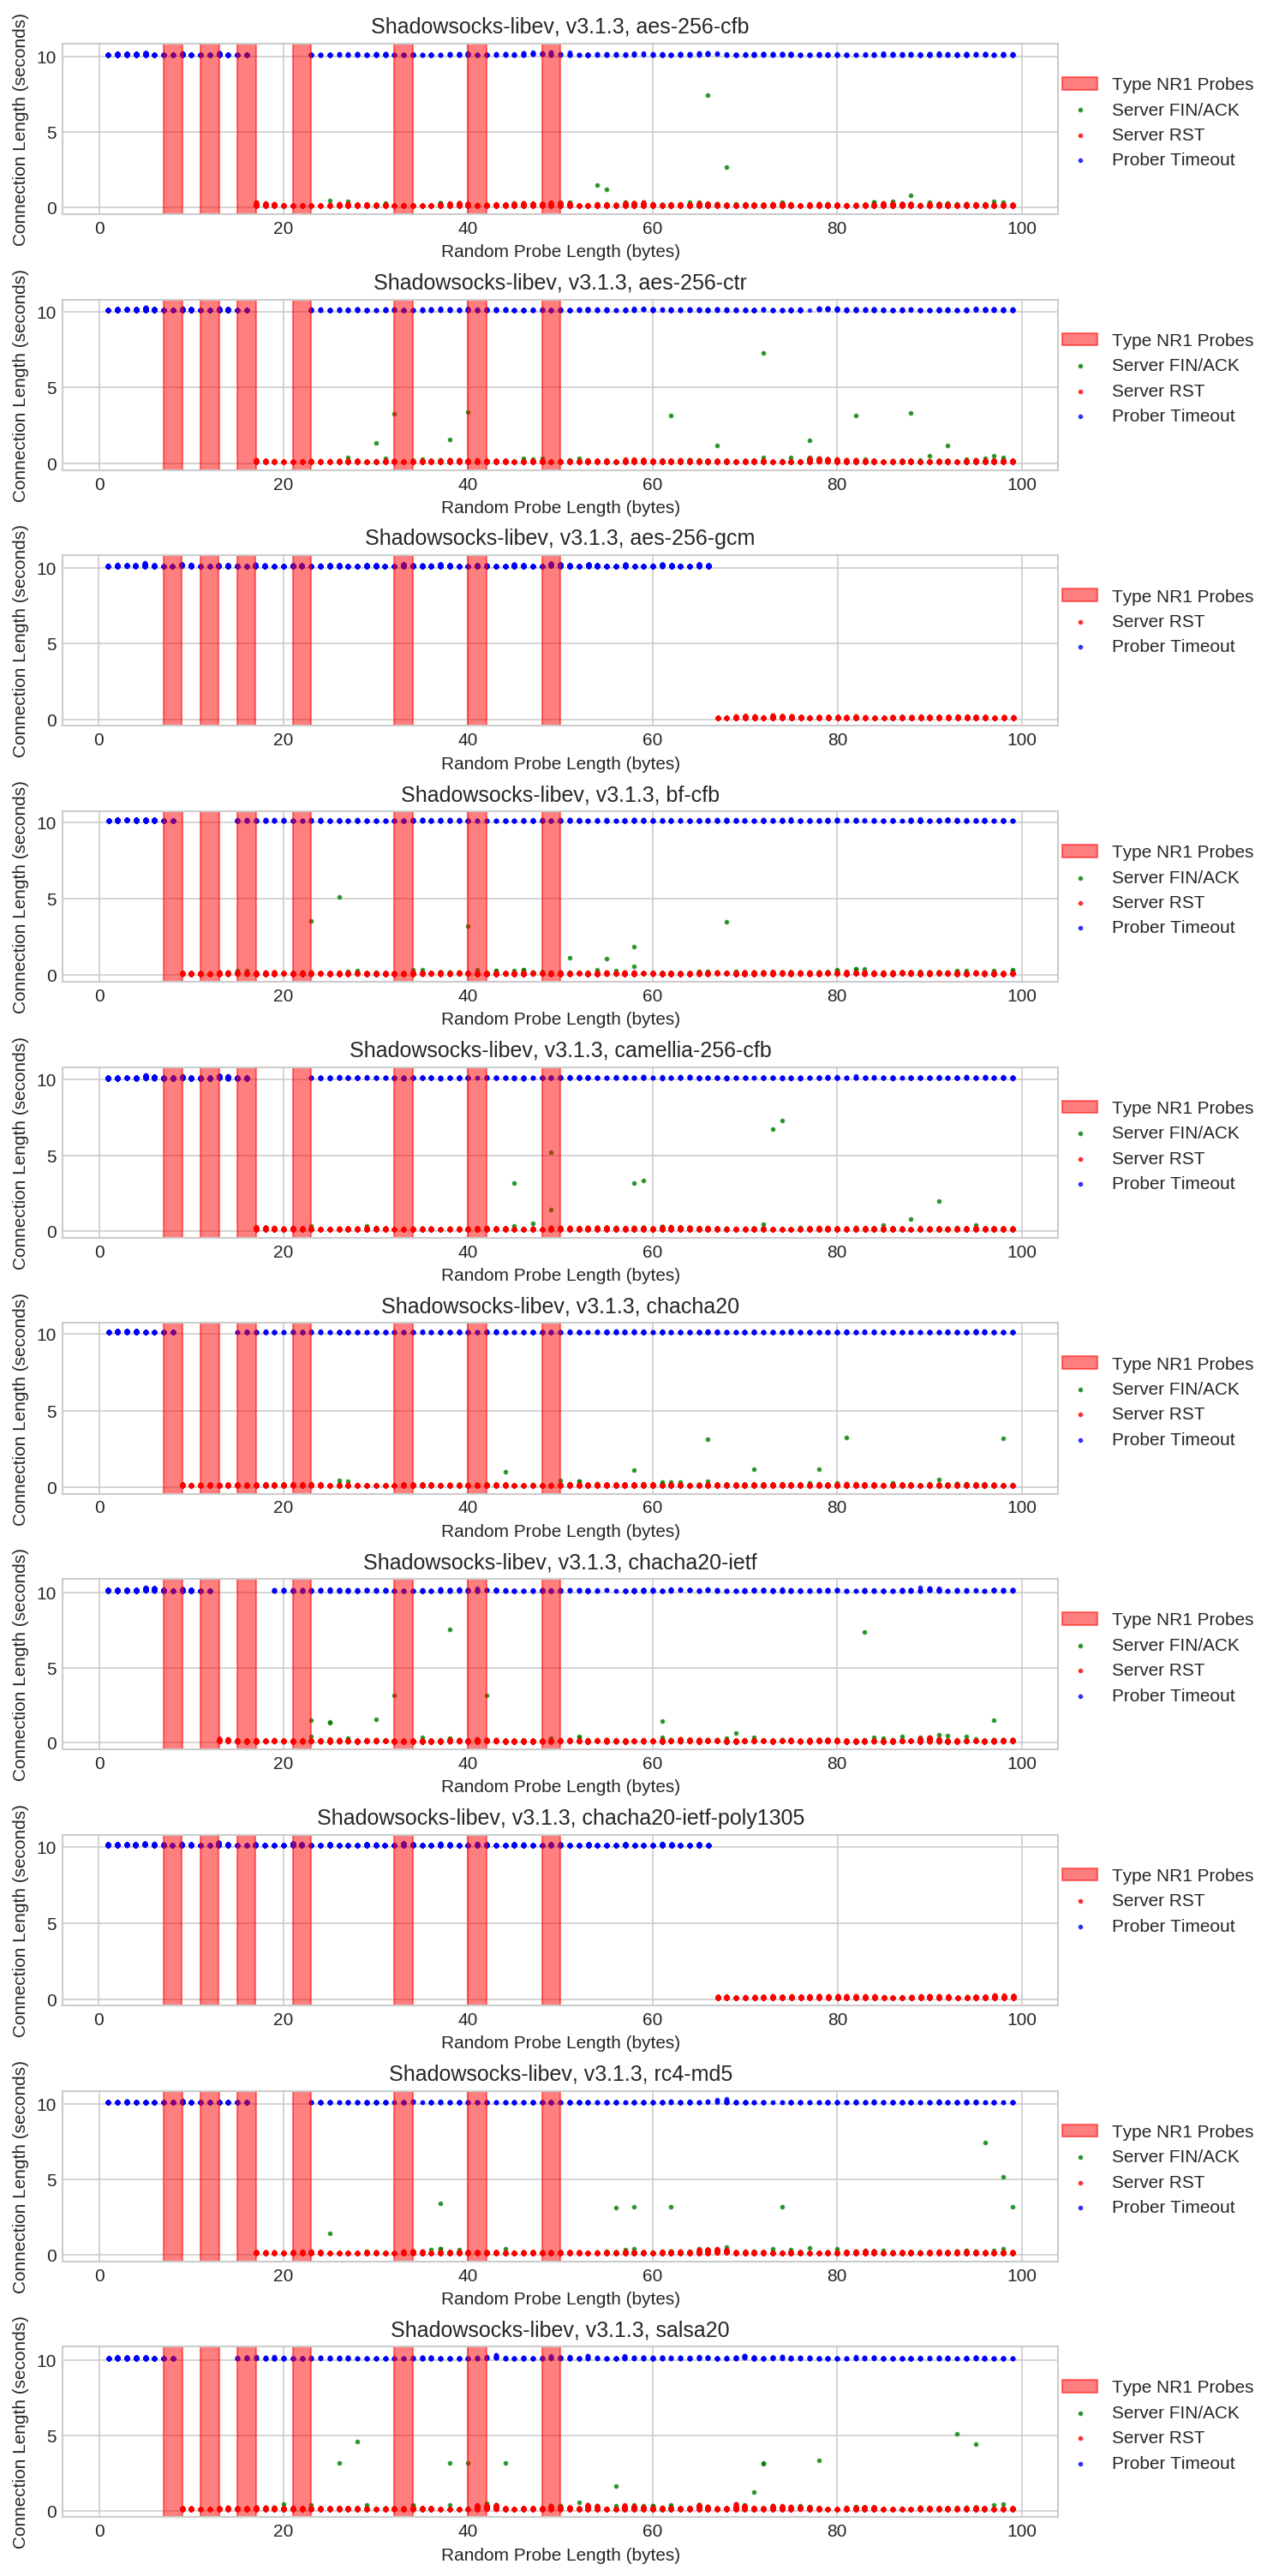 Shadowsocks-libev, v3.1.3, aes-256-cfb
Connection Length (seconds)
10
5
0
0 20 40 60 80 100
Random Probe Length (bytes)
Type NR1 Probes
Server FIN/ACK
Server RST
Prober Timeout
Shadowsocks-libev, v3.1.3, aes-256-ctr
Connection Length (seconds)
10
5
0
0 20 40 60 80 100
Random Probe Length (bytes)
Type NR1 Probes
Server FIN/ACK
Server RST
Prober Timeout
Shadowsocks-libev, v3.1.3, aes-256-gcm
Connection Length (seconds)
10
5
0
0 20 40 60 80 100
Random Probe Length (bytes)
Type NR1 Probes
Server RST
Prober Timeout
Shadowsocks-libev, v3.1.3, bf-cfb
Connection Length (seconds)
10
5
0
0 20 40 60 80 100
Random Probe Length (bytes)
Type NR1 Probes
Server FIN/ACK
Server RST
Prober Timeout
Shadowsocks-libev, v3.1.3, camellia-256-cfb
Connection Length (seconds)
10
5
0
0 20 40 60 80 100
Random Probe Length (bytes)
Type NR1 Probes
Server FIN/ACK
Server RST
Prober Timeout
Shadowsocks-libev, v3.1.3, chacha20
Connection Length (seconds)
10
5
0
0 20 40 60 80 100
Random Probe Length (bytes)
Type NR1 Probes
Server FIN/ACK
Server RST
Prober Timeout
Shadowsocks-libev, v3.1.3, chacha20-ietf
Connection Length (seconds)
10
5
0
0 20 40 60 80 100
Random Probe Length (bytes)
Type NR1 Probes
Server FIN/ACK
Server RST
Prober Timeout
Shadowsocks-libev, v3.1.3, chacha20-ietf-poly1305
Connection Length (seconds)
10
5
0
0 20 40 60 80 100
Random Probe Length (bytes)
Type NR1 Probes
Server RST
Prober Timeout
Shadowsocks-libev, v3.1.3, rc4-md5
Connection Length (seconds)
10
5
0
0 20 40 60 80 100
Random Probe Length (bytes)
Type NR1 Probes
Server FIN/ACK
Server RST
Prober Timeout
Shadowsocks-libev, v3.1.3, salsa20
Connection Length (seconds)
10
5
0
0 20 40 60 80 100
Random Probe Length (bytes)
Type NR1 Probes
Server FIN/ACK
Server RST
Prober Timeout